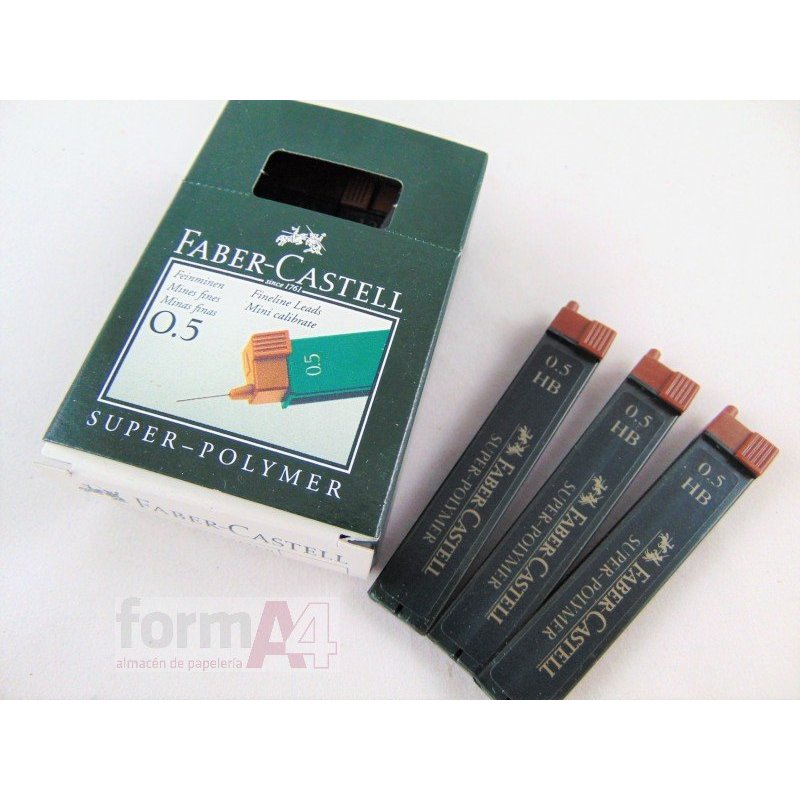 FABER-CASTELL
since 1761
Feinminen
Mines fines
Minas finas
0.5
Fineline Leads
Mini calibrate
0.5
SUPER-POLYMER
FABER-CASTELL
formA4
almacén de papelería
0.5
HB
FABER-CASTELL
SUPER-POLYMER
0.5
HB
FABER-CASTELL
SUPER-POLYMER
0.5
HB
FABER-CASTELL
SUPER-POLYMER